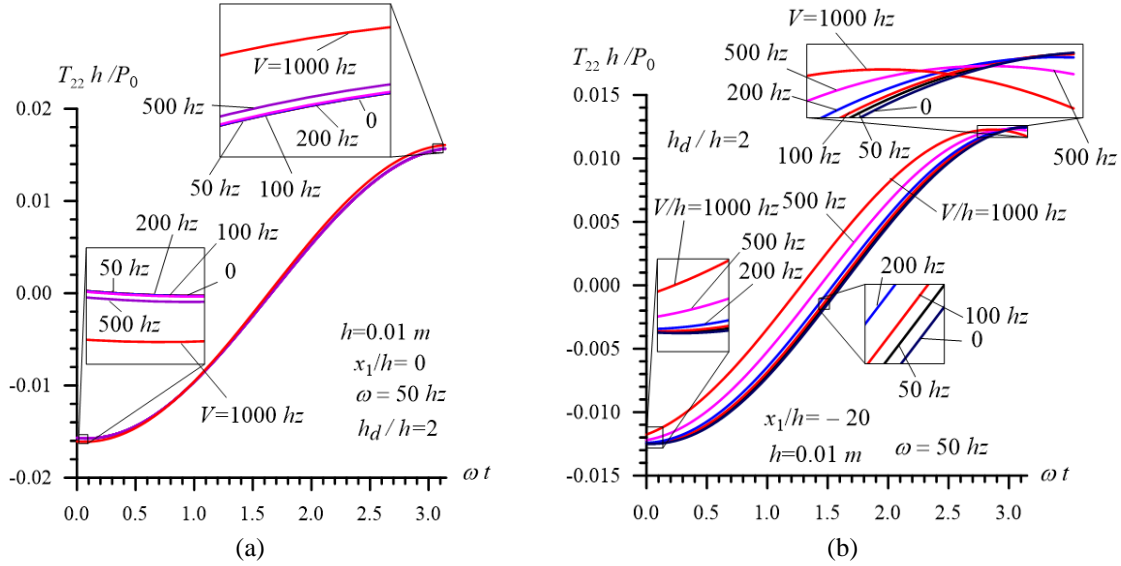 T₂₂ h /P₀
0.02
0.01
0.00
-0.01
-0.02
0.0 0.5 1.0 1.5 2.0 2.5 3.0
ω t
V=1000 hz
500 hz
0
200 hz
50 hz
100 hz
200 hz
100 hz
50 hz
0
500 hz
V=1000 hz
h=0.01 m
x₁/h= 0
ω = 50 hz
h_d / h=2
(a)
T₂₂ h /P₀
0.015
0.010
0.005
0.000
-0.005
-0.010
-0.015
0.0 0.5 1.0 1.5 2.0 2.5 3.0
ω t
V=1000 hz
500 hz
200 hz
0
100 hz
50 hz
500 hz
h_d / h=2
500 hz
V/h=1000 hz
V/h=1000 hz
500 hz
200 hz
200 hz
100 hz
0
50 hz
x₁/h= – 20
h=0.01 m
ω = 50 hz
(b)